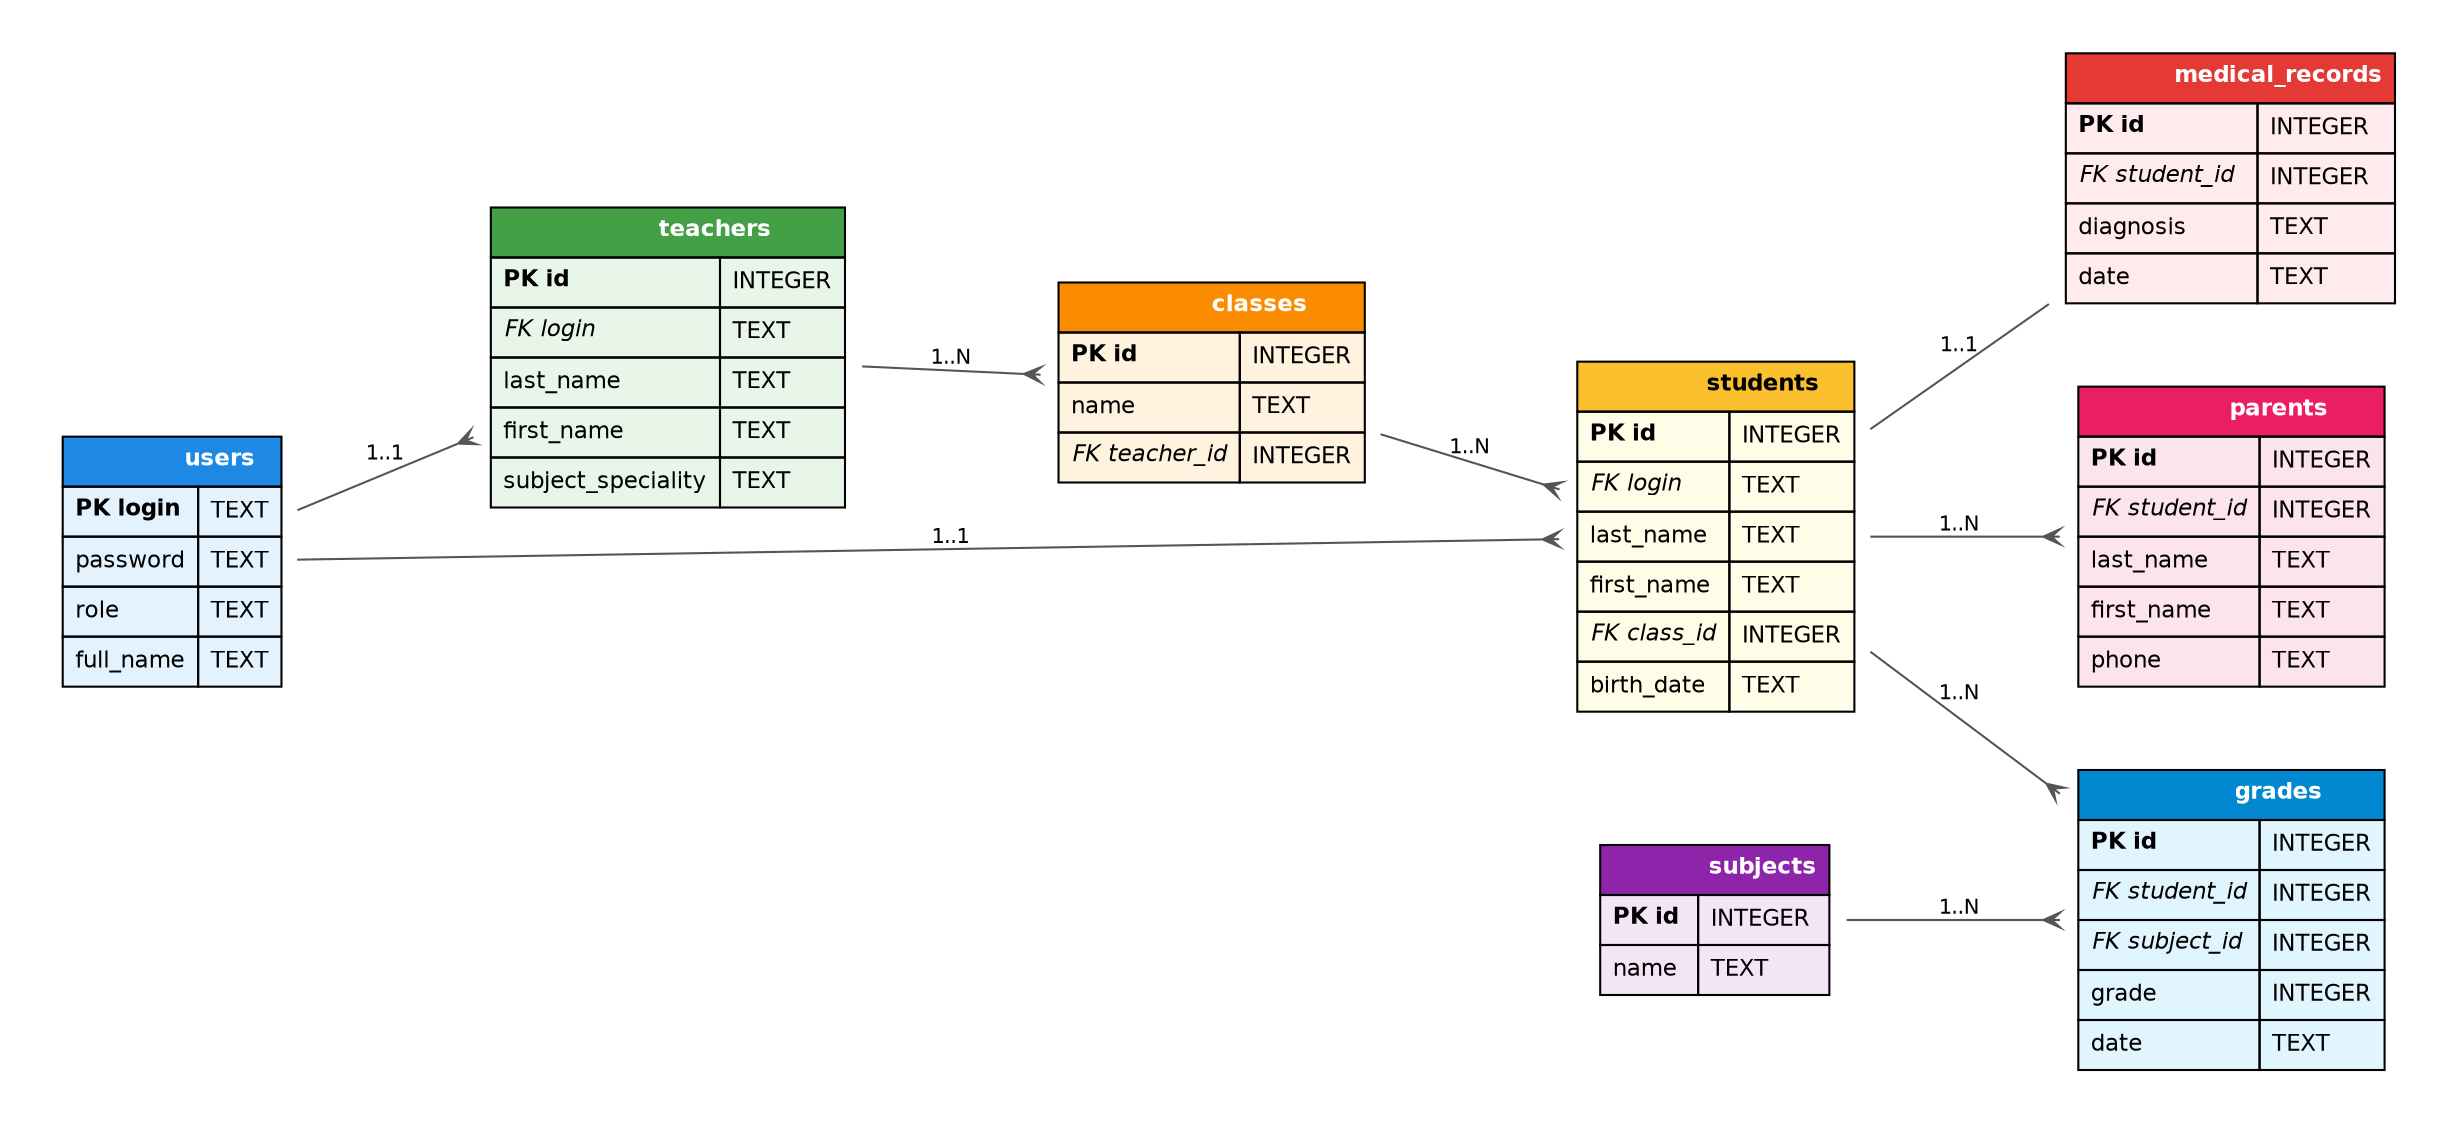 users
PK login TEXT
password TEXT
role TEXT
full_name TEXT
1..1
1..1
teachers
PK id INTEGER
FK login TEXT
last_name TEXT
first_name TEXT
subject_speciality TEXT
1..N
classes
PK id INTEGER
name TEXT
FK teacher_id INTEGER
1..N
students
PK id INTEGER
FK login TEXT
last_name TEXT
first_name TEXT
FK class_id INTEGER
birth_date TEXT
1..1
1..N
1..N
subjects
PK id INTEGER
name TEXT
1..N
medical_records
PK id INTEGER
FK student_id INTEGER
diagnosis TEXT
date TEXT
parents
PK id INTEGER
FK student_id INTEGER
last_name TEXT
first_name TEXT
phone TEXT
grades
PK id INTEGER
FK student_id INTEGER
FK subject_id INTEGER
grade INTEGER
date TEXT